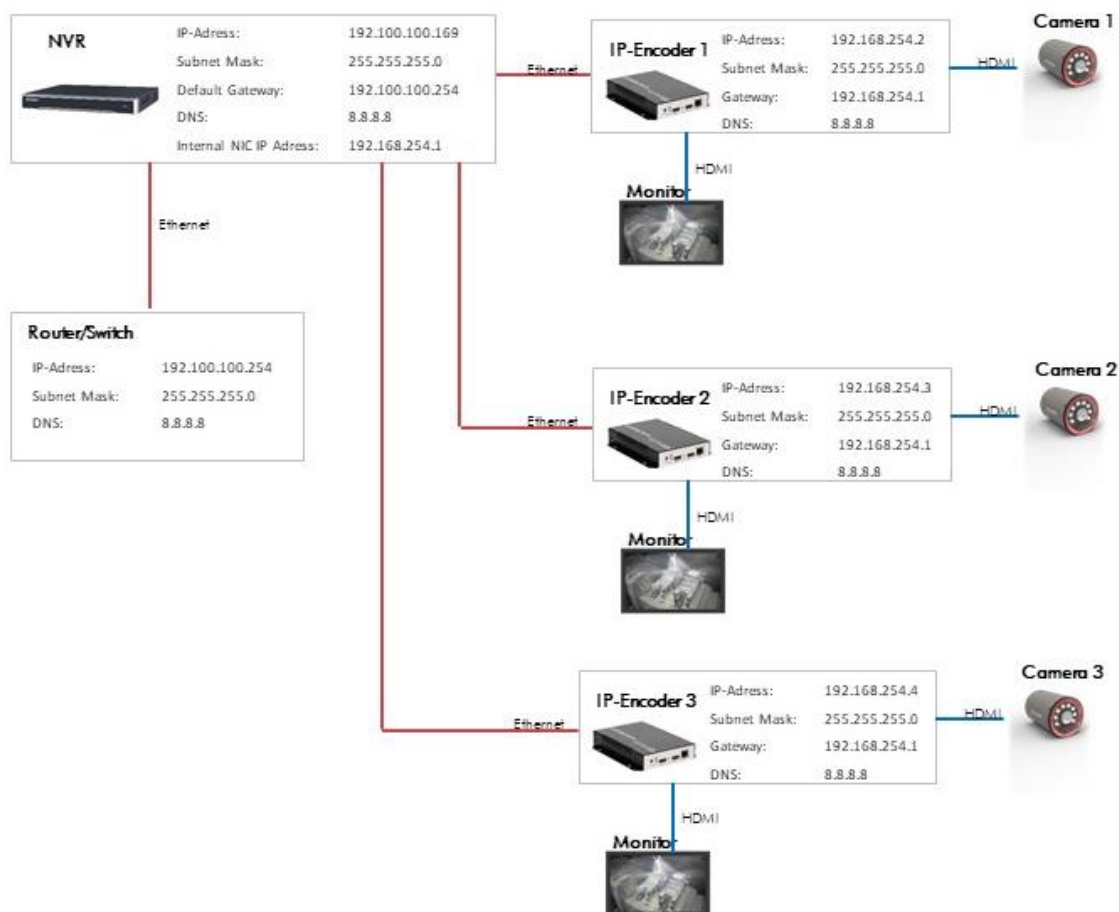 NVR
IP-Adress: 192.100.100.169
Subnet Mask: 255.255.255.0
Default Gateway: 192.100.100.254
DNS: 8.8.8.8
Internal NIC IP Adress: 192.168.254.1
Ethernet
IP-Encoder 1
IP-Adress: 192.168.254.2
Subnet Mask: 255.255.255.0
Gateway: 192.168.254.1
DNS: 8.8.8.8
HDMI
Camera 1
HDMI
Monitor
Ethernet
Router/Switch
IP-Adress: 192.100.100.254
Subnet Mask: 255.255.255.0
DNS: 8.8.8.8
Ethernet
IP-Encoder 2
IP-Adress: 192.168.254.3
Subnet Mask: 255.255.255.0
Gateway: 192.168.254.1
DNS: 8.8.8.8
HDMI
Camera 2
HDMI
Monitor
Ethernet
IP-Encoder 3
IP-Adress: 192.168.254.4
Subnet Mask: 255.255.255.0
Gateway: 192.168.254.1
DNS: 8.8.8.8
HDMI
Camera 3
HDMI
Monitor